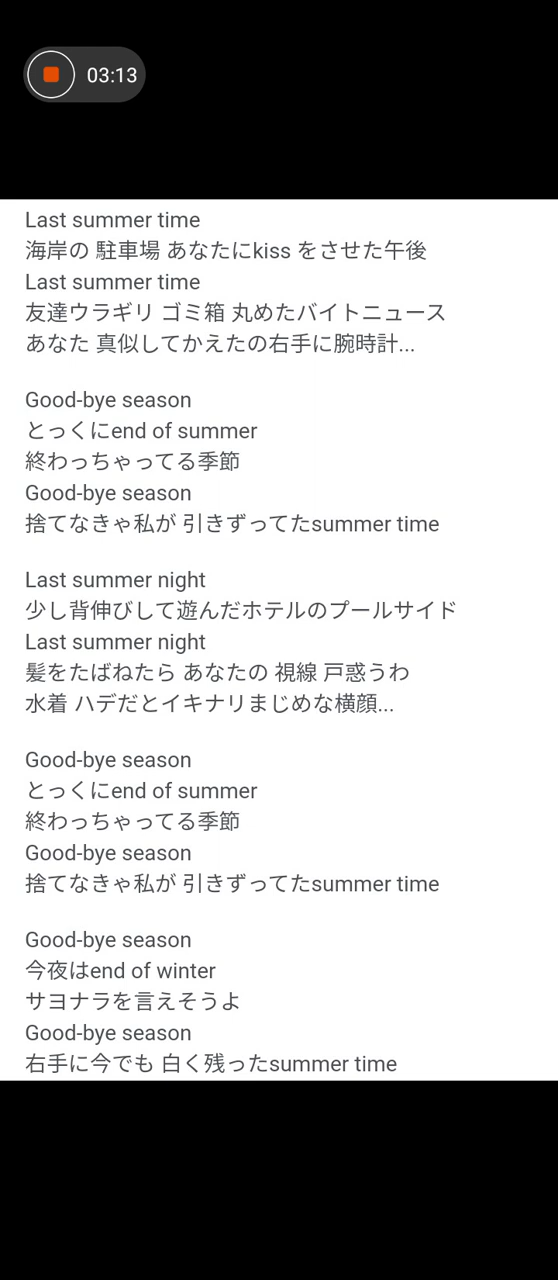 03:13
Last summer time
海岸の 駐車場 あなたにkiss をさせた午後
Last summer time
友達ウラギリ ゴミ箱 丸めたバイトニュース
あなた 真似してかえたの右手に腕時計...
Good-bye season
とっくにend of summer
終わっちゃってる季節
Good-bye season
捨てなきゃ私が 引きずってたsummer time
Last summer night
少し背伸びして遊んだホテルのプールサイド
Last summer night
髪をたばねたら あなたの 視線 戸惑うわ
水着 ハデだとイキナリまじめな横顔...
Good-bye season
とっくにend of summer
終わっちゃってる季節
Good-bye season
捨てなきゃ私が 引きずってたsummer time
Good-bye season
今夜はend of winter
サヨナラを言えそうよ
Good-bye season
右手に今でも 白く残ったsummer time